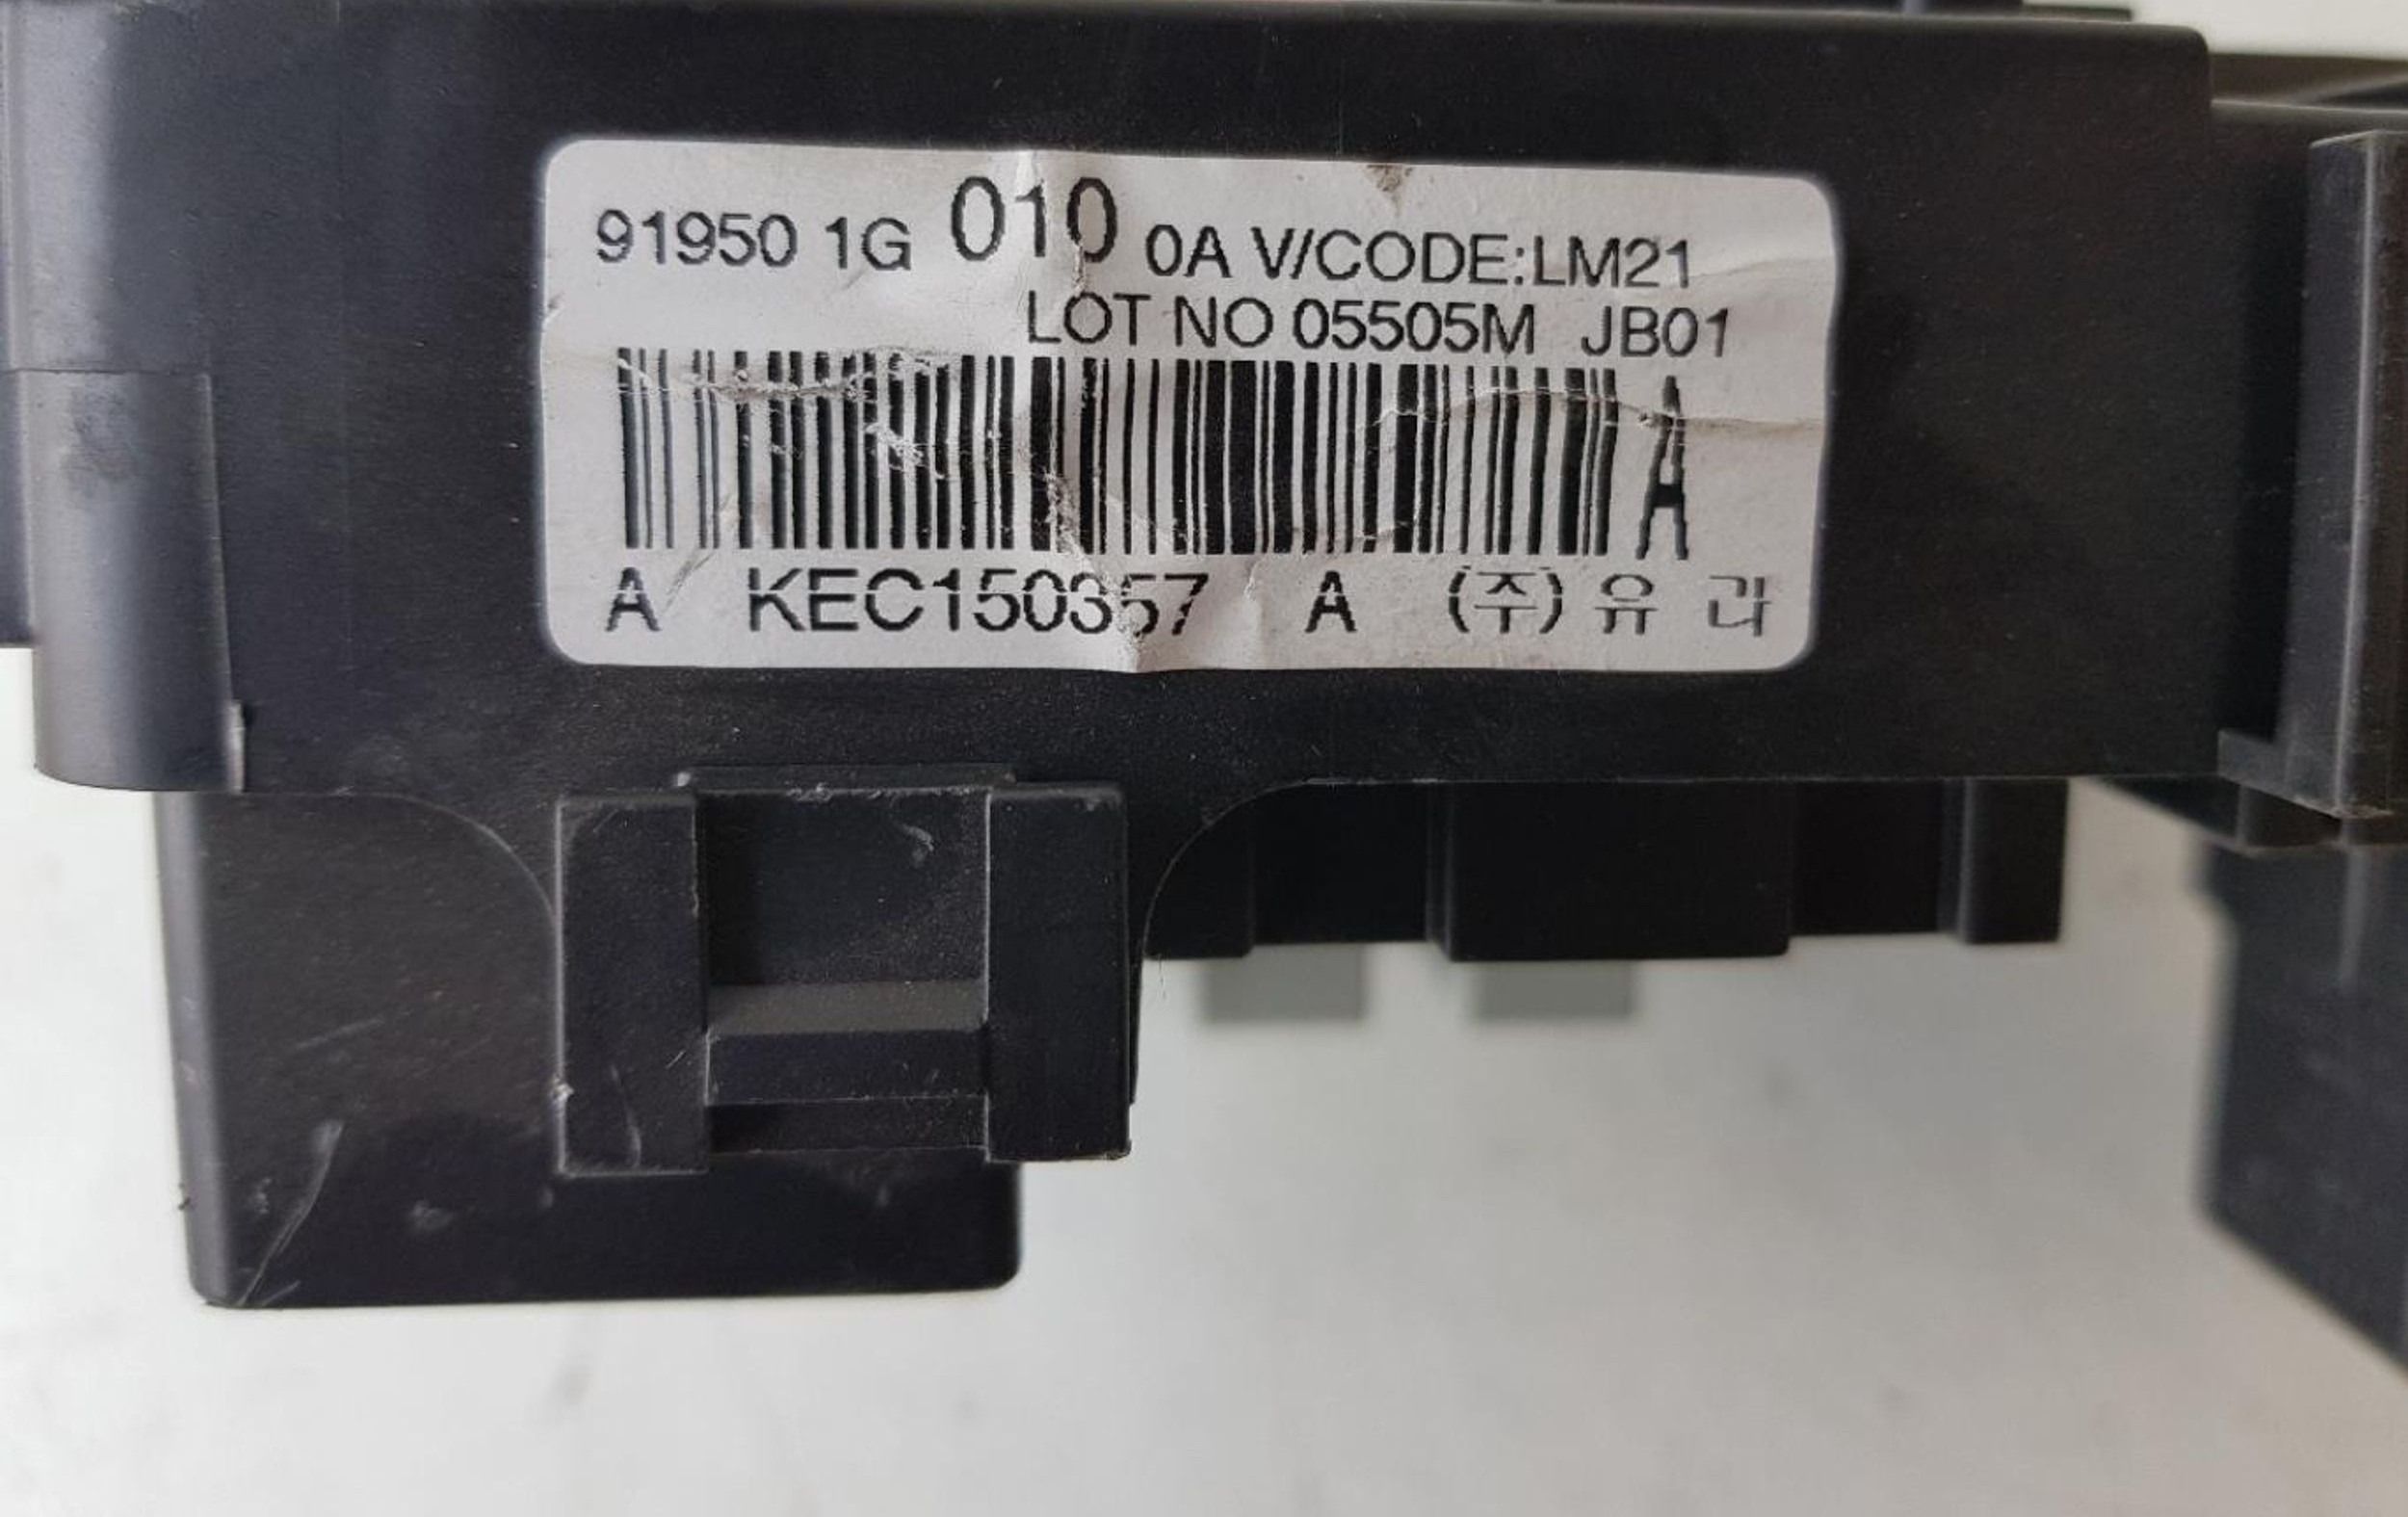 91950 1G 010 0A V/CODE:LM21
LOT NO 05505M JB01
A
A KEC150357 A (주) 유 라